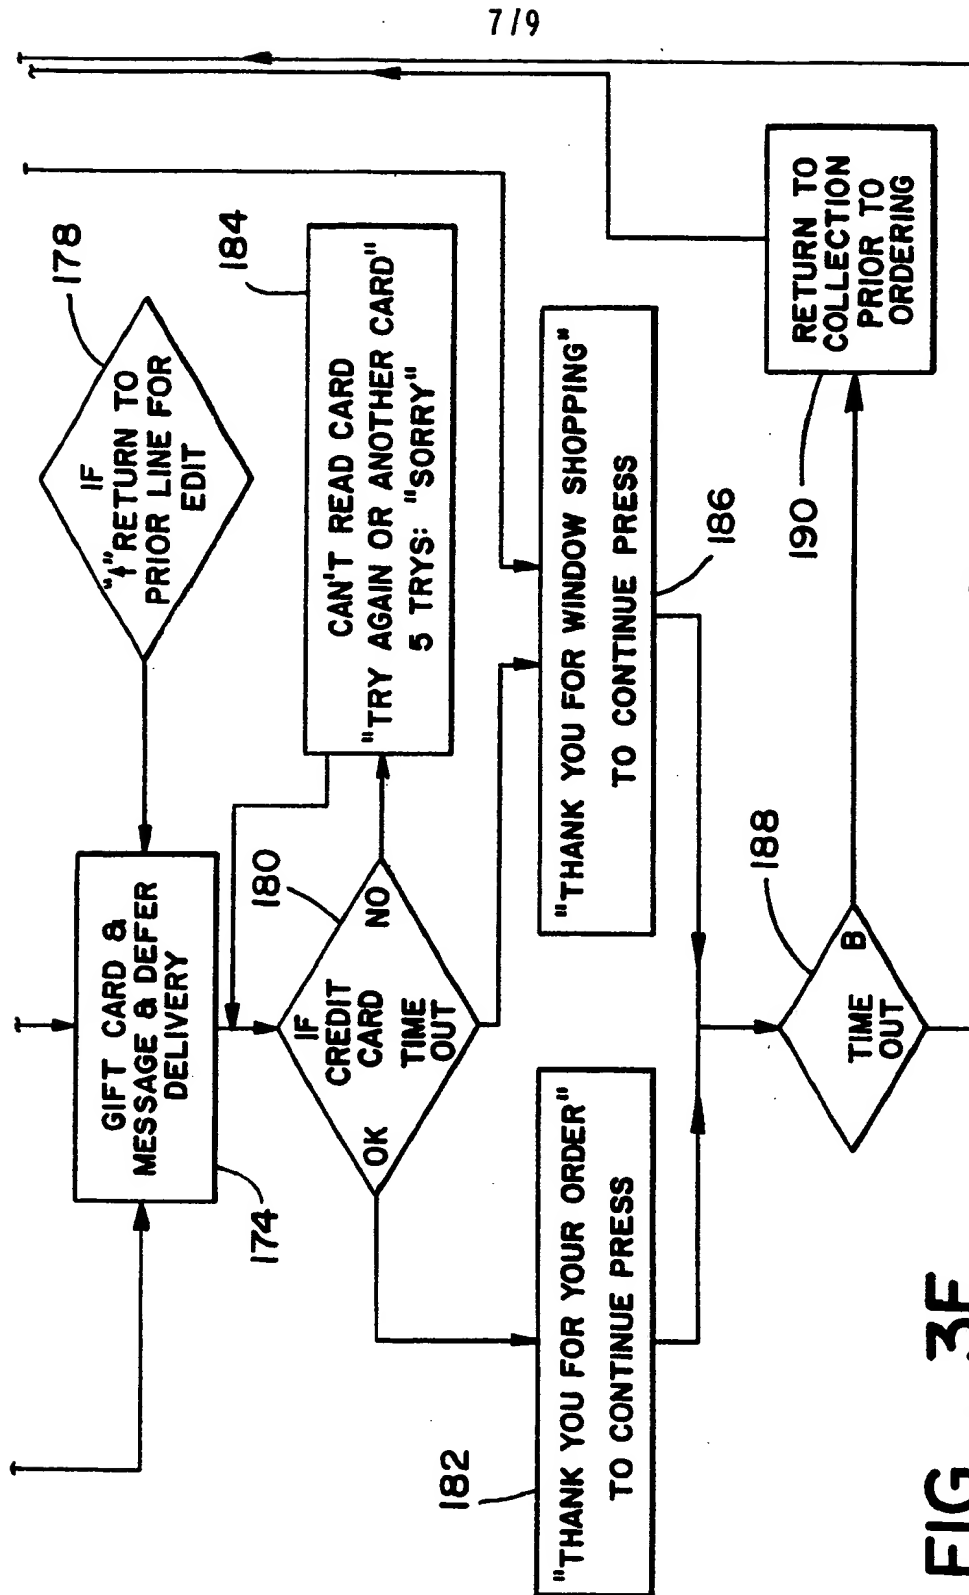 7/9
IF
"↑" RETURN TO
PRIOR LINE FOR
EDIT
178
GIFT CARD &
MESSAGE & DEFER
DELIVERY
174
CAN'T READ CARD
"TRY AGAIN OR ANOTHER CARD"
5 TRYS: "SORRY"
184
IF
CREDIT
CARD
TIME
OUT
OK
NO
180
"THANK YOU FOR YOUR ORDER"
TO CONTINUE PRESS
182
"THANK YOU FOR WINDOW SHOPPING"
TO CONTINUE PRESS
186
TIME
OUT
B
188
RETURN TO
COLLECTION
PRIOR TO
ORDERING
190
FIG. 3F